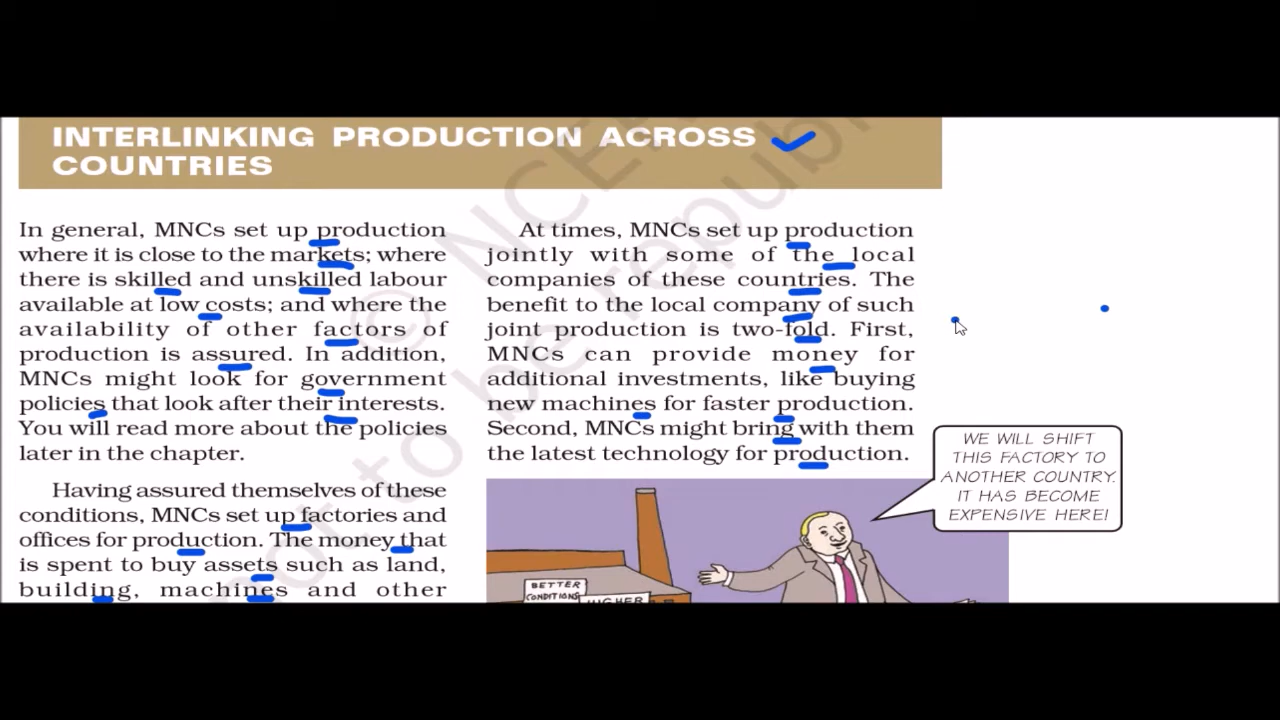 INTERLINKING PRODUCTION ACROSS
COUNTRIES
In general, MNCs set up production
where it is close to the markets; where
there is skilled and unskilled labour
available at low costs; and where the
availability of other factors of
production is assured. In addition,
MNCs might look for government
policies that look after their interests.
You will read more about the policies
later in the chapter.
Having assured themselves of these
conditions, MNCs set up factories and
offices for production. The money that
is spent to buy assets such as land,
building, machines and other
At times, MNCs set up production
jointly with some of the local
companies of these countries. The
benefit to the local company of such
joint production is two-fold. First,
MNCs can provide money for
additional investments, like buying
new machines for faster production.
Second, MNCs might bring with them
the latest technology for production.
WE WILL SHIFT
THIS FACTORY TO
ANOTHER COUNTRY.
IT HAS BECOME
EXPENSIVE HERE!
BETTER
CONDITIONS
HIGHER
© NCE
not to be republi